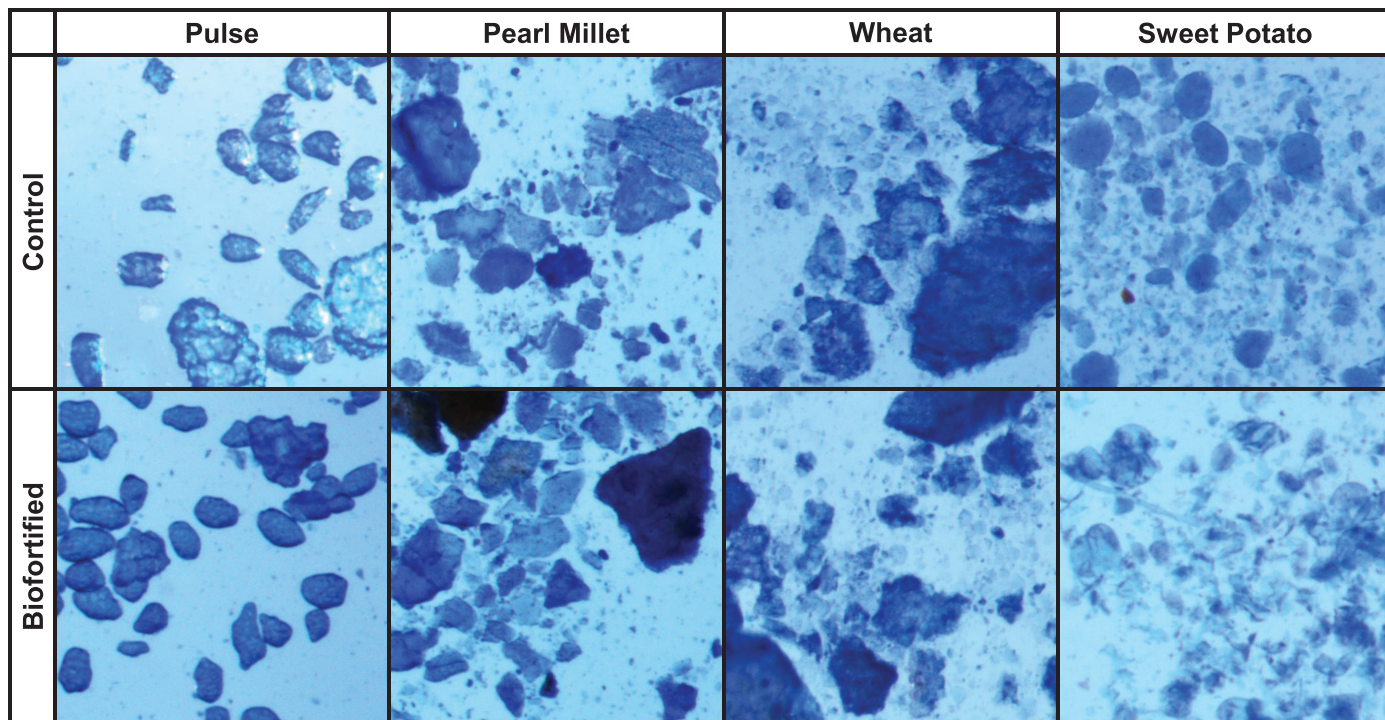 Pulse
Pearl Millet
Wheat
Sweet Potato
Control
Biofortified